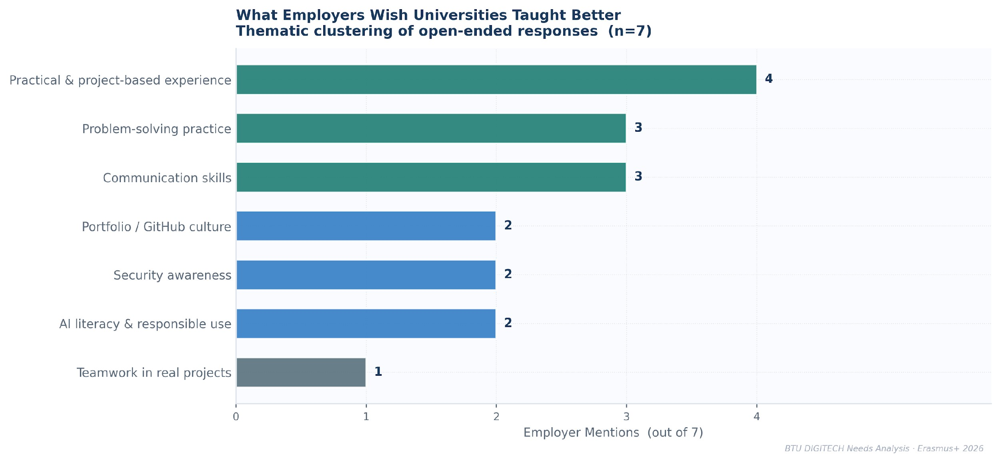 What Employers Wish Universities Taught Better
Thematic clustering of open-ended responses (n=7)
Practical & project-based experience
4
Problem-solving practice
3
Communication skills
3
Portfolio / GitHub culture
2
Security awareness
2
AI literacy & responsible use
2
Teamwork in real projects
1
0 1 2 3 4
Employer Mentions (out of 7)
BTU DIGITECH Needs Analysis · Erasmus+ 2026